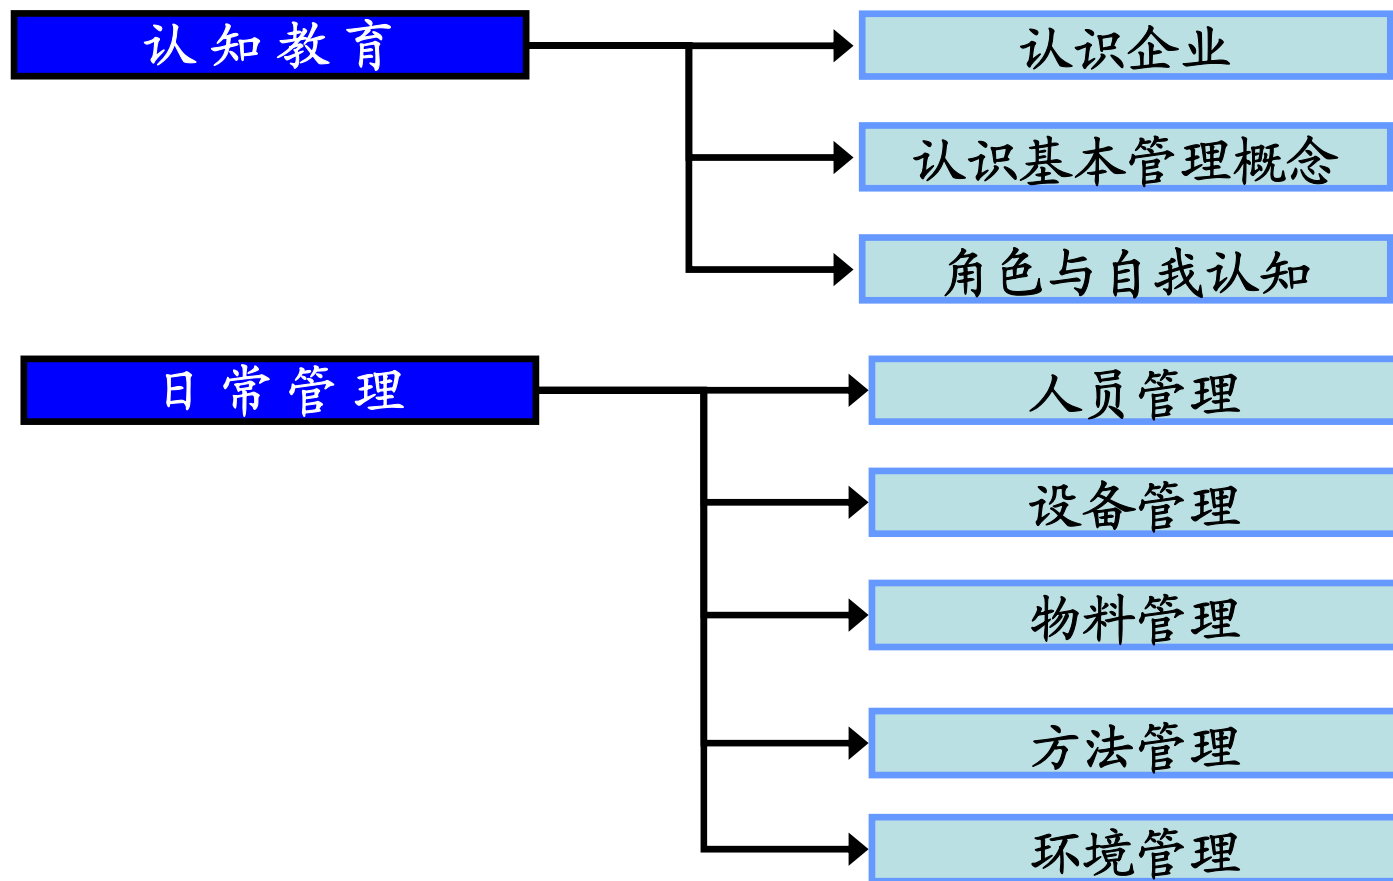 认知教育
认识企业
认识基本管理概念
角色与自我认知
日常管理
人员管理
设备管理
物料管理
方法管理
环境管理